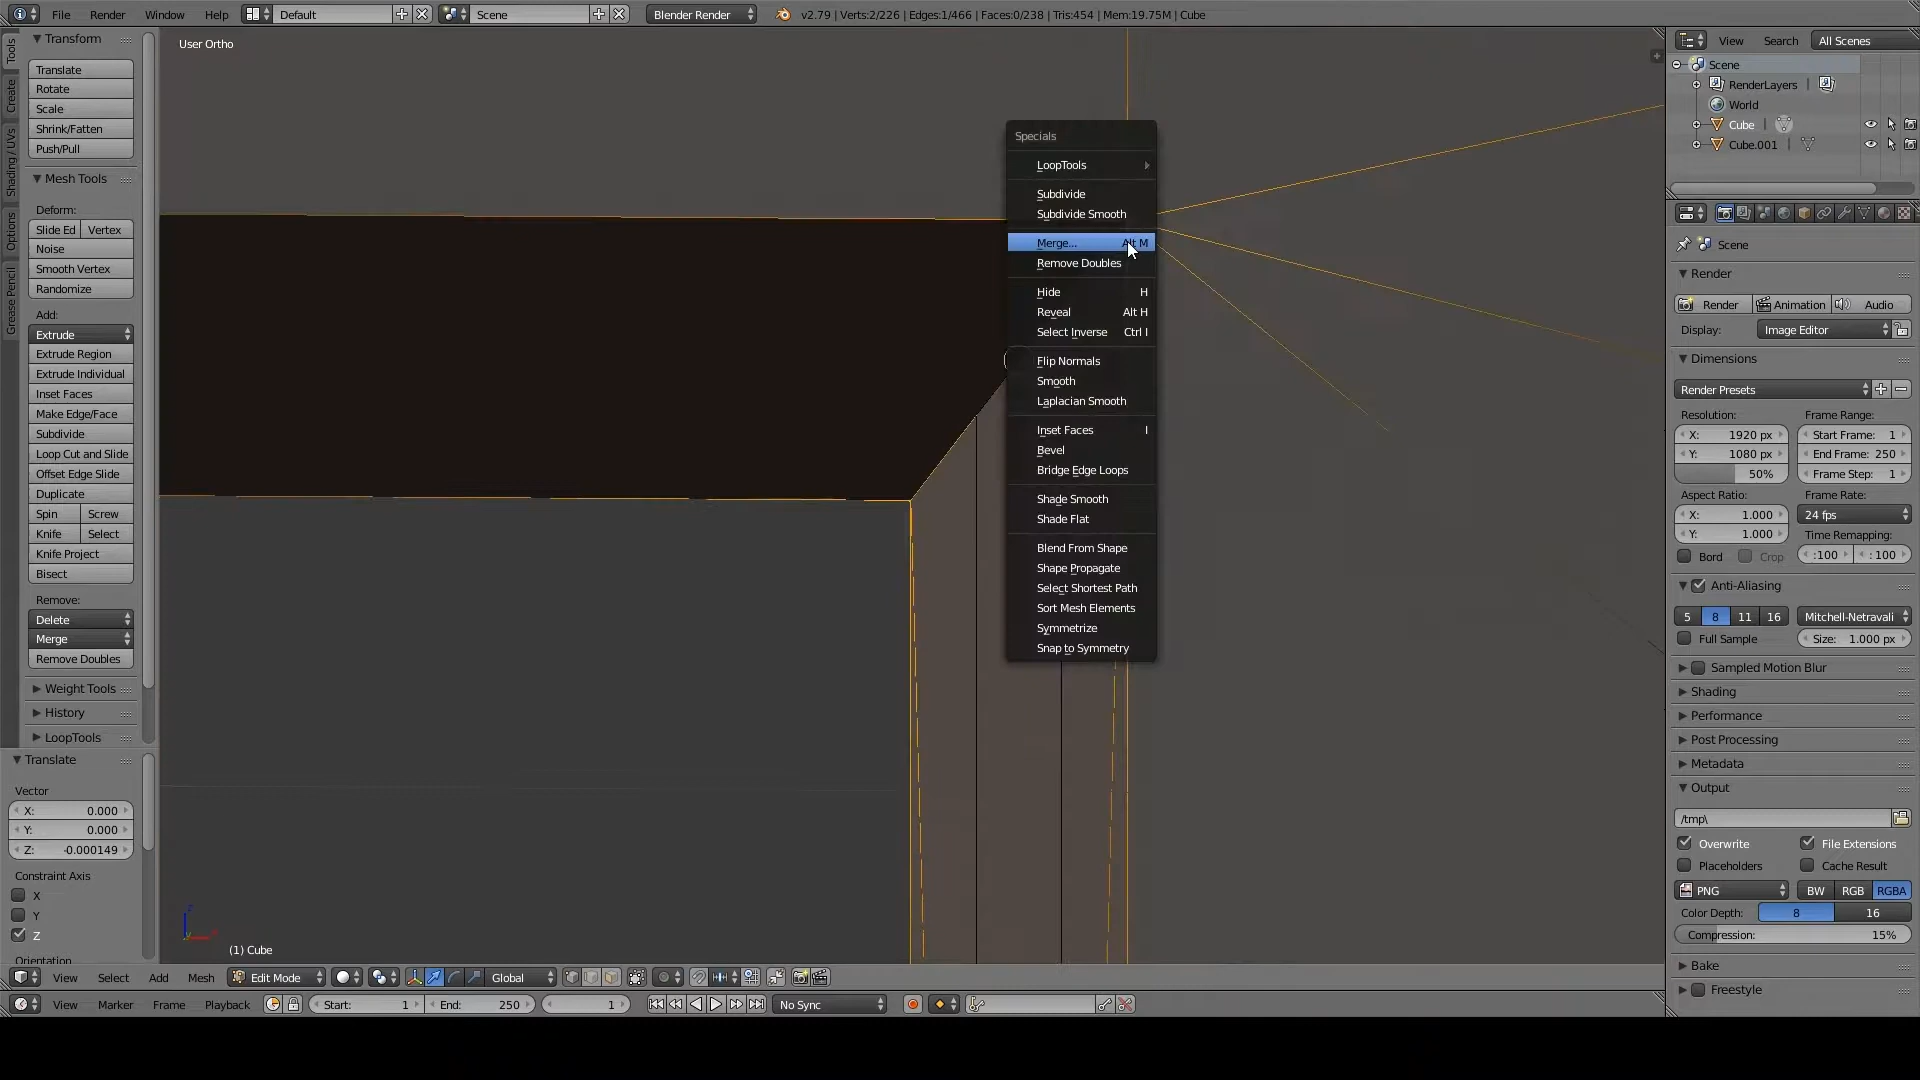 File Render Window Help Default Scene Blender Render v2.79 | Verts:2/226 | Edges:1/466 | Faces:0/238 | Tris:454 | Mem:19.75M | Cube
Tools
Create
Shading / UVs
Options
Grease Pencil
Transform
Translate
Rotate
Scale
Shrink/Fatten
Push/Pull
Mesh Tools
Deform:
Slide Ed Vertex
Noise
Smooth Vertex
Randomize
Add:
Extrude
Extrude Region
Extrude Individual
Inset Faces
Make Edge/Face
Subdivide
Loop Cut and Slide
Offset Edge Slide
Duplicate
Spin Screw
Knife Select
Knife Project
Bisect
Remove:
Delete
Merge
Remove Doubles
Weight Tools
History
LoopTools
Translate
Vector
X: 0.000
Y: 0.000
Z: -0.000149
Constraint Axis
X
Y
Z
Orientation
User Ortho
(1) Cube
Specials
LoopTools
Subdivide
Subdivide Smooth
Merge... Alt M
Remove Doubles
Hide H
Reveal Alt H
Select Inverse Ctrl I
Flip Normals
Smooth
Laplacian Smooth
Inset Faces I
Bevel
Bridge Edge Loops
Shade Smooth
Shade Flat
Blend From Shape
Shape Propagate
Select Shortest Path
Sort Mesh Elements
Symmetrize
Snap to Symmetry
View Search All Scenes
Scene
RenderLayers |
World
Cube |
Cube.001 |
Scene
Render
Render Animation Audio
Display: Image Editor
Dimensions
Render Presets
Resolution: Frame Range:
X: 1920 px Start Frame: 1
Y: 1080 px End Frame: 250
50% Frame Step: 1
Aspect Ratio: Frame Rate:
X: 1.000 24 fps
Y: 1.000 Time Remapping:
Bord Crop :100 : 100
Anti-Aliasing
5 8 11 16 Mitchell-Netravali
Full Sample Size: 1.000 px
Sampled Motion Blur
Shading
Performance
Post Processing
Metadata
Output
/tmp\
Overwrite File Extensions
Placeholders Cache Result
PNG BW RGB RGBA
Color Depth: 8 16
Compression: 15%
Bake
Freestyle
View Select Add Mesh Edit Mode Global
View Marker Frame Playback Start: 1 End: 250 1 No Sync